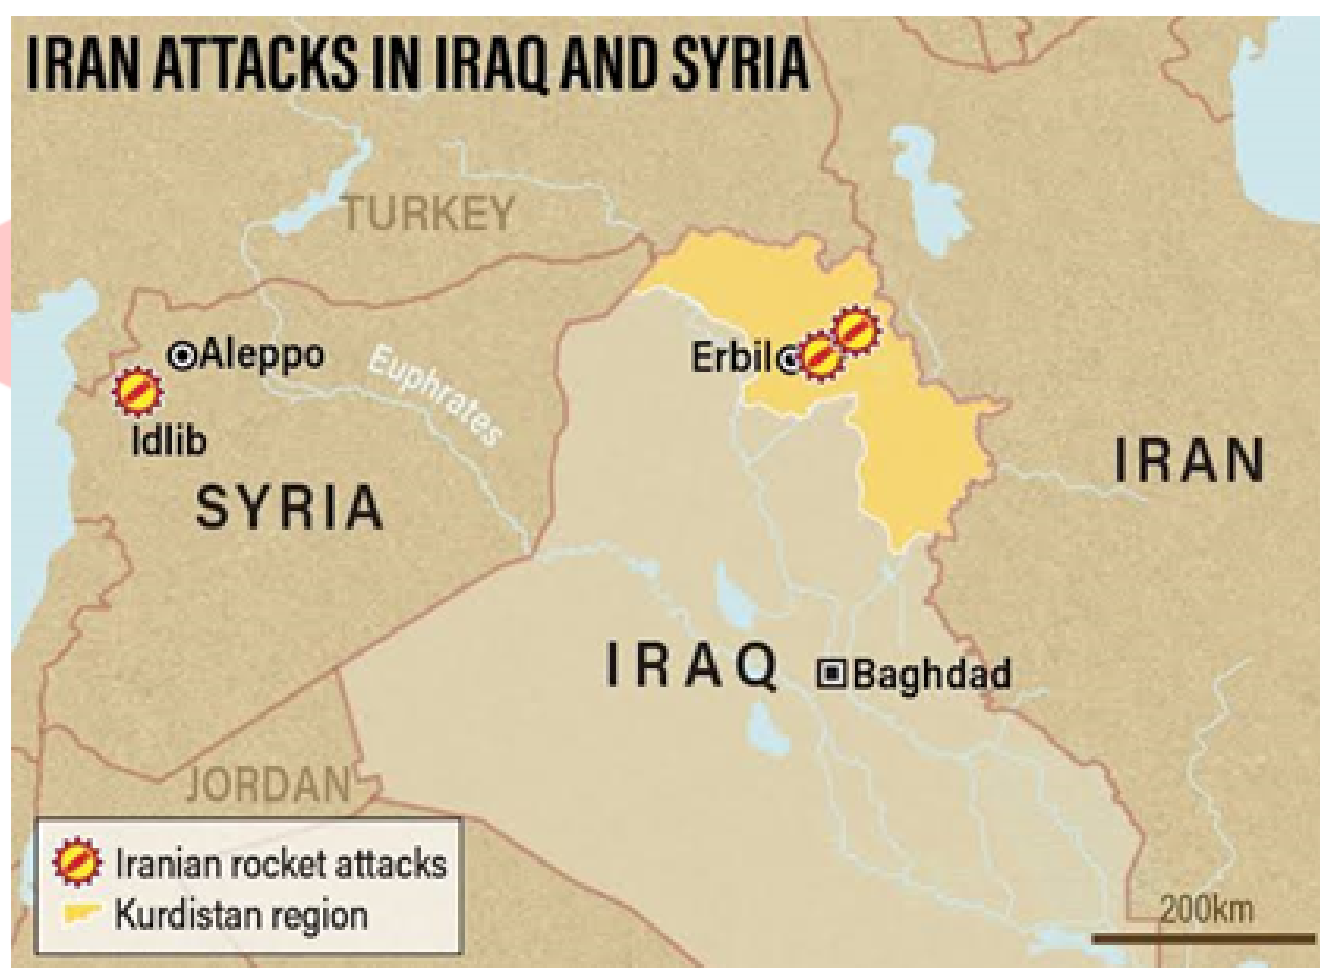 IRAN ATTACKS IN IRAQ AND SYRIA
TURKEY
Aleppo
Euphrates
Erbil
Idlib
IRAN
SYRIA
IRAQ
Baghdad
JORDAN
Iranian rocket attacks
Kurdistan region
200km